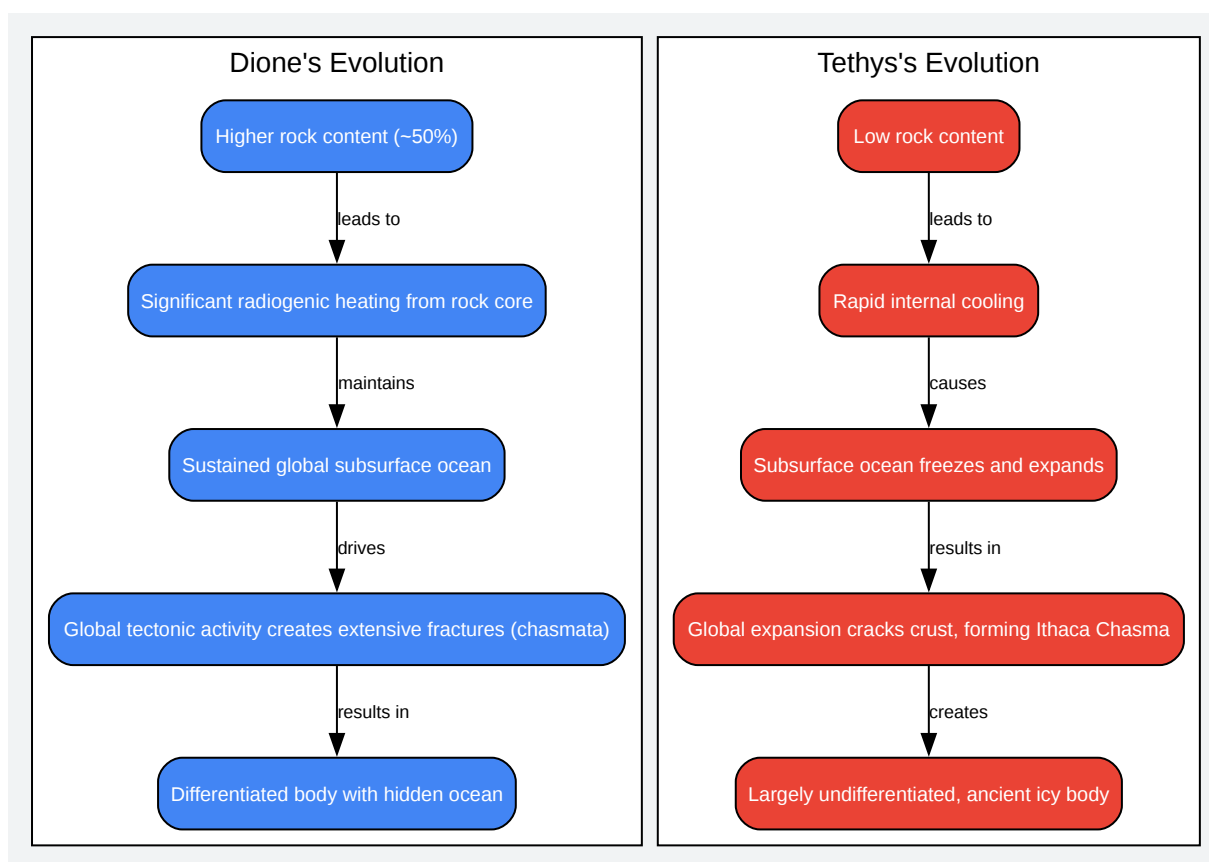 Dione's Evolution
Higher rock content (~50%)
leads to
Significant radiogenic heating from rock core
maintains
Sustained global subsurface ocean
drives
Global tectonic activity creates extensive fractures (chasmata)
results in
Differentiated body with hidden ocean
Tethys's Evolution
Low rock content
leads to
Rapid internal cooling
causes
Subsurface ocean freezes and expands
results in
Global expansion cracks crust, forming Ithaca Chasma
creates
Largely undifferentiated, ancient icy body